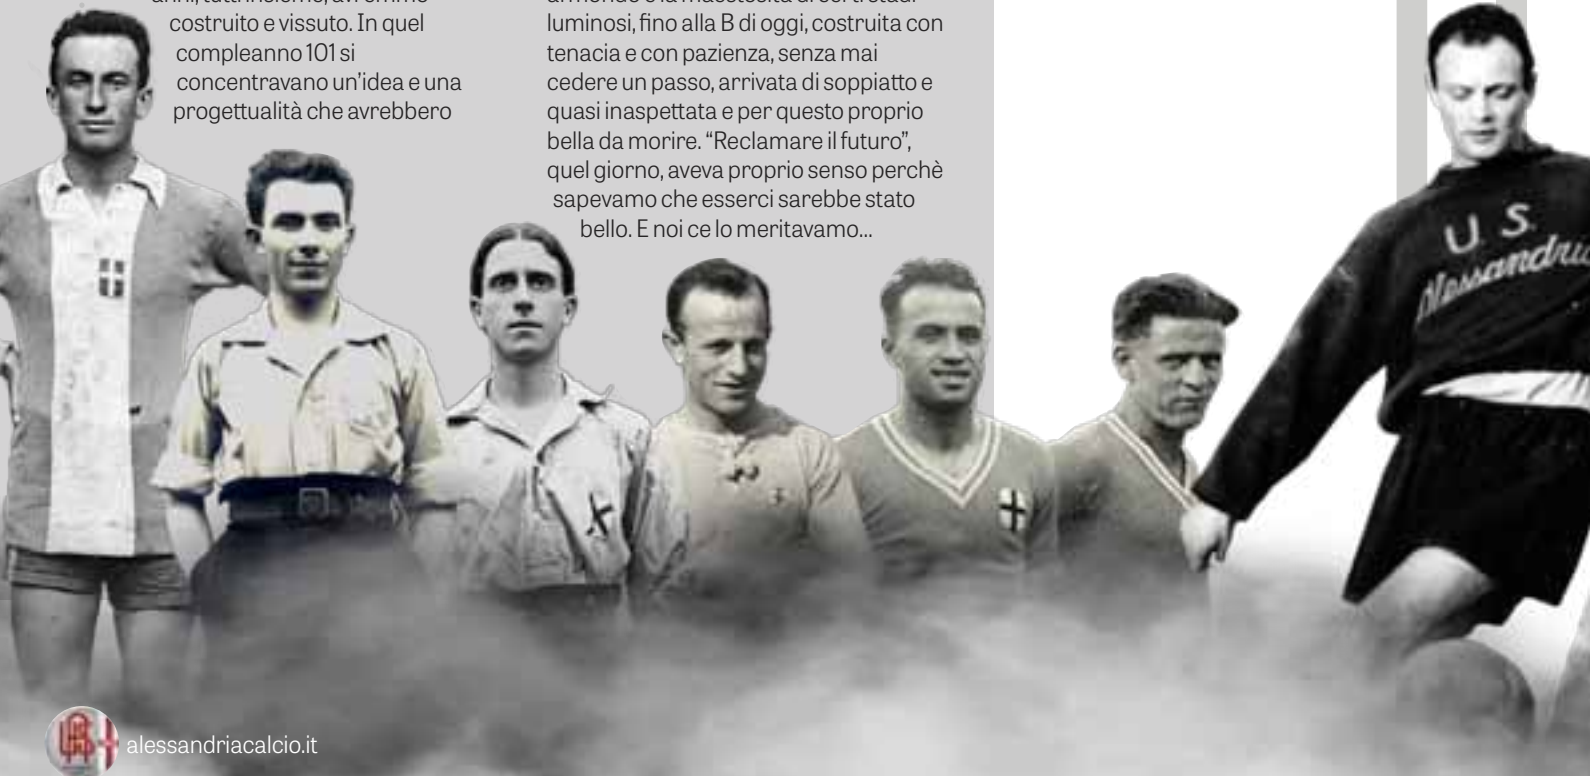 costruito e vissuto. In quel
compleanno 101 si
concentravano un'idea e una
progettualità che avrebbero
luminosi, fino alla B di oggi, costruita con
tenacia e con pazienza, senza mai
cedere un passo, arrivata di soppiatto e
quasi inaspettata e per questo proprio
bella da morire. “Reclamare il futuro”,
quel giorno, aveva proprio senso perchè
sapevamo che esserci sarebbe stato
bello. E noi ce lo meritavamo...
U. S.
Alessandria
alessandriacalcio.it